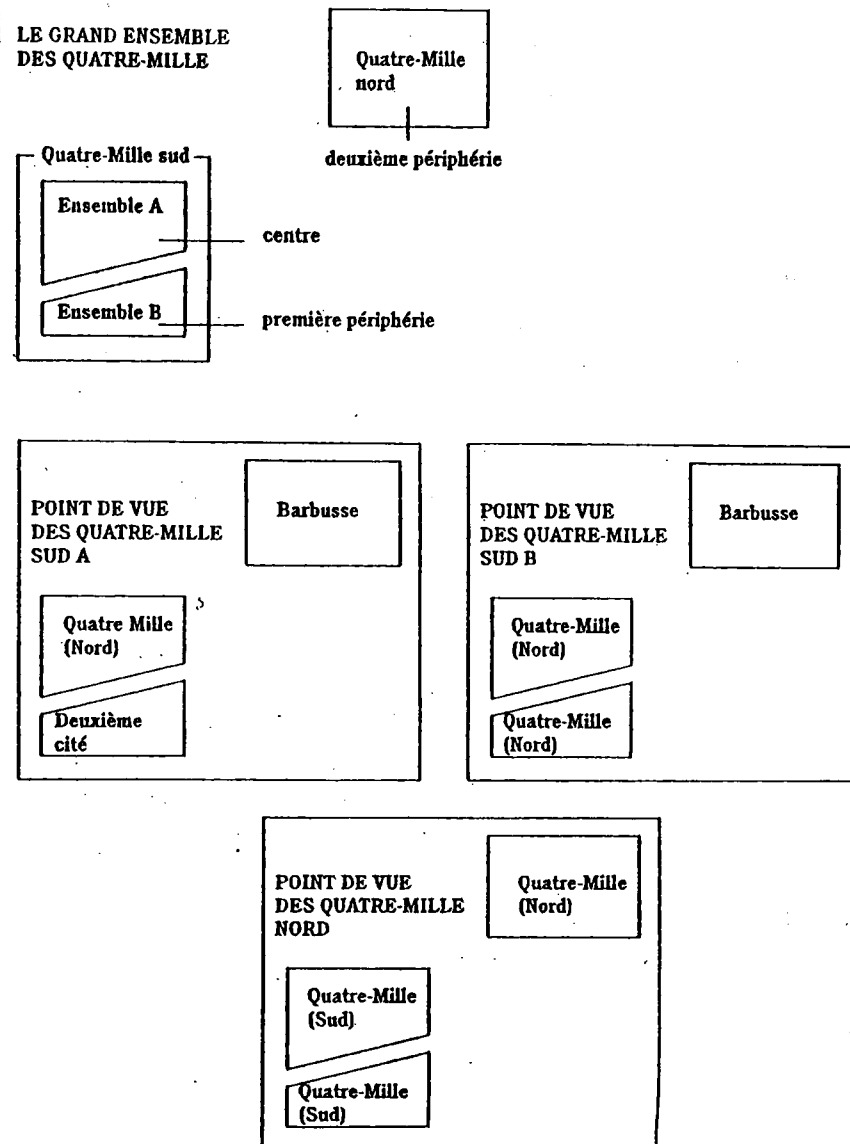 LE GRAND ENSEMBLE
DES QUATRE-MILLE
Quatre-Mille
nord
deuxième périphérie
Quatre-Mille sud
Ensemble A
centre
Ensemble B
première périphérie
POINT DE VUE
DES QUATRE-MILLE
SUD A
Barbusse
Quatre Mille
(Nord)
Deuxième
cité
POINT DE VUE
DES QUATRE-MILLE
SUD B
Barbusse
Quatre-Mille
(Nord)
Quatre-Mille
(Nord)
POINT DE VUE
DES QUATRE-MILLE
NORD
Quatre-Mille
(Nord)
Quatre-Mille
(Sud)
Quatre-Mille
(Sud)